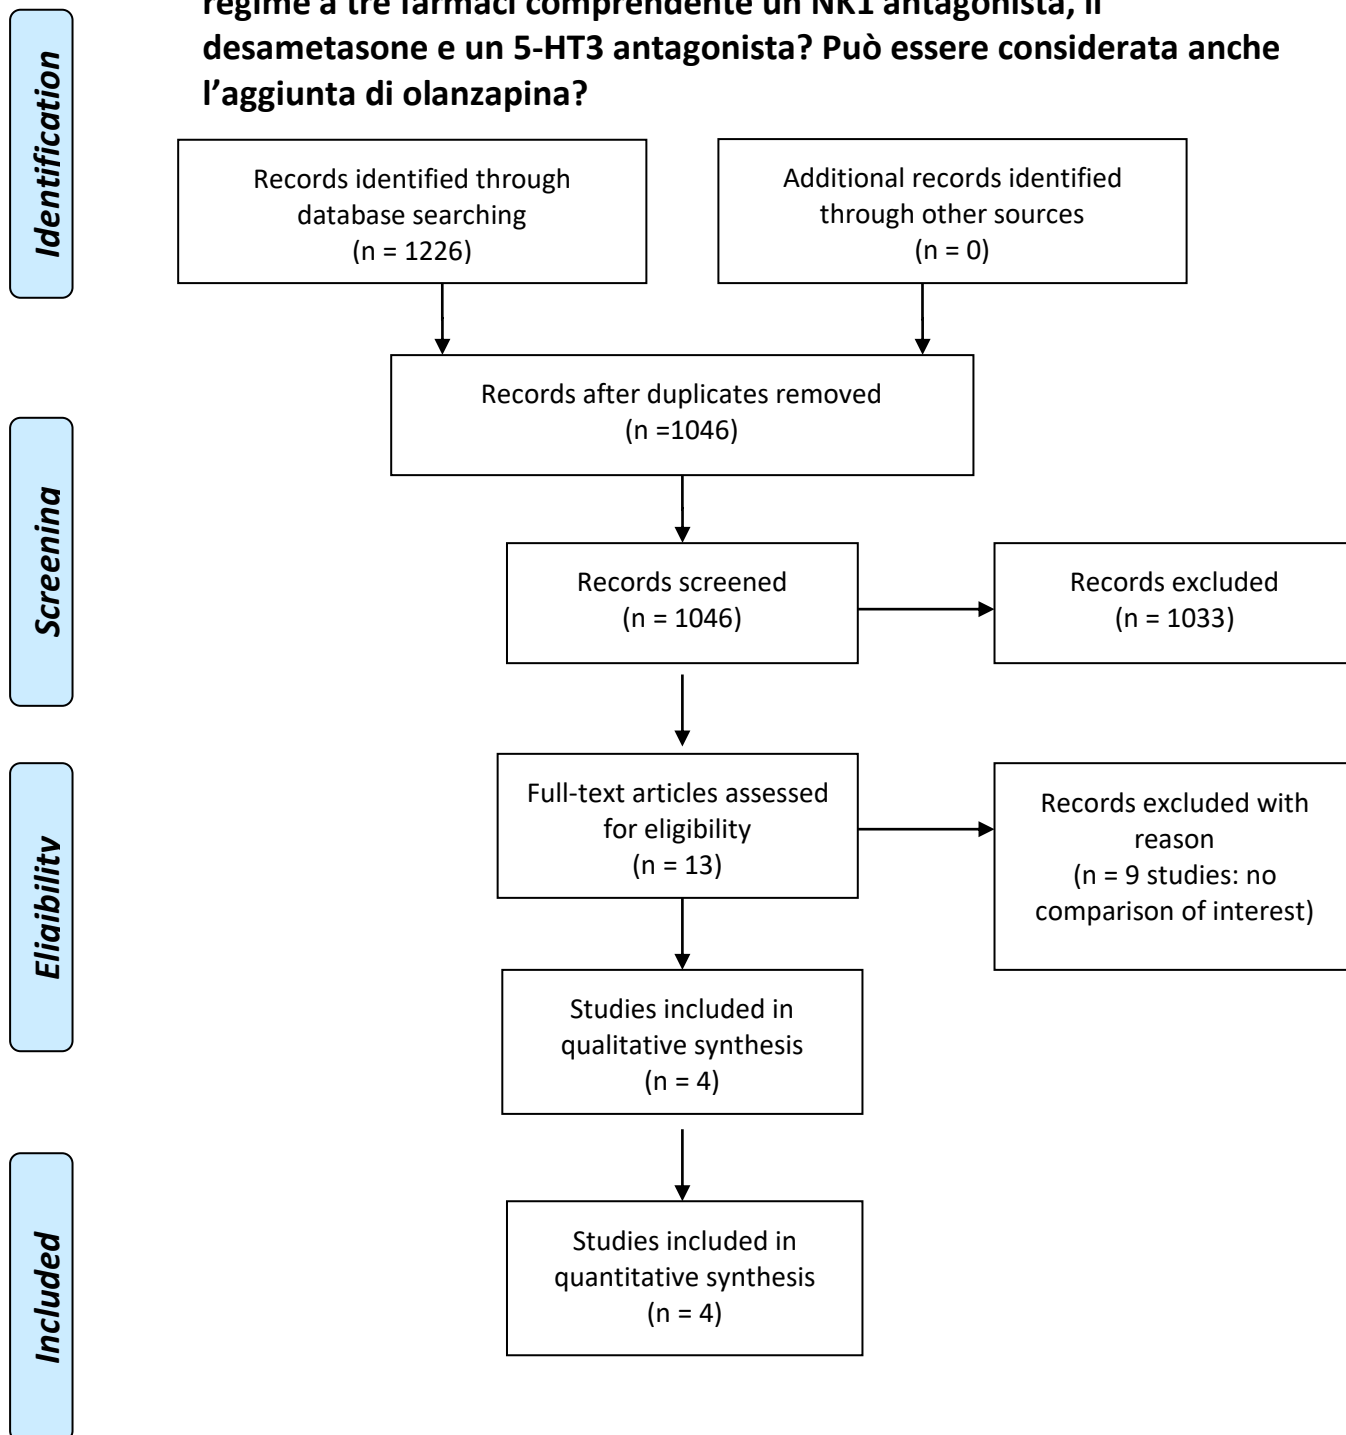 regime a tre farmaci comprendente un NK1 antagonista, il
desametasone e un 5-HT3 antagonista? Può essere considerata anche
l’aggiunta di olanzapina?
Identification
Records identified through
database searching
(n = 1226)
Additional records identified
through other sources
(n = 0)
Records after duplicates removed
(n =1046)
Screening
Records screened
(n = 1046)
Records excluded
(n = 1033)
Eligibility
Full-text articles assessed
for eligibility
(n = 13)
Records excluded with
reason
(n = 9 studies: no
comparison of interest)
Studies included in
qualitative synthesis
(n = 4)
Included
Studies included in
quantitative synthesis
(n = 4)